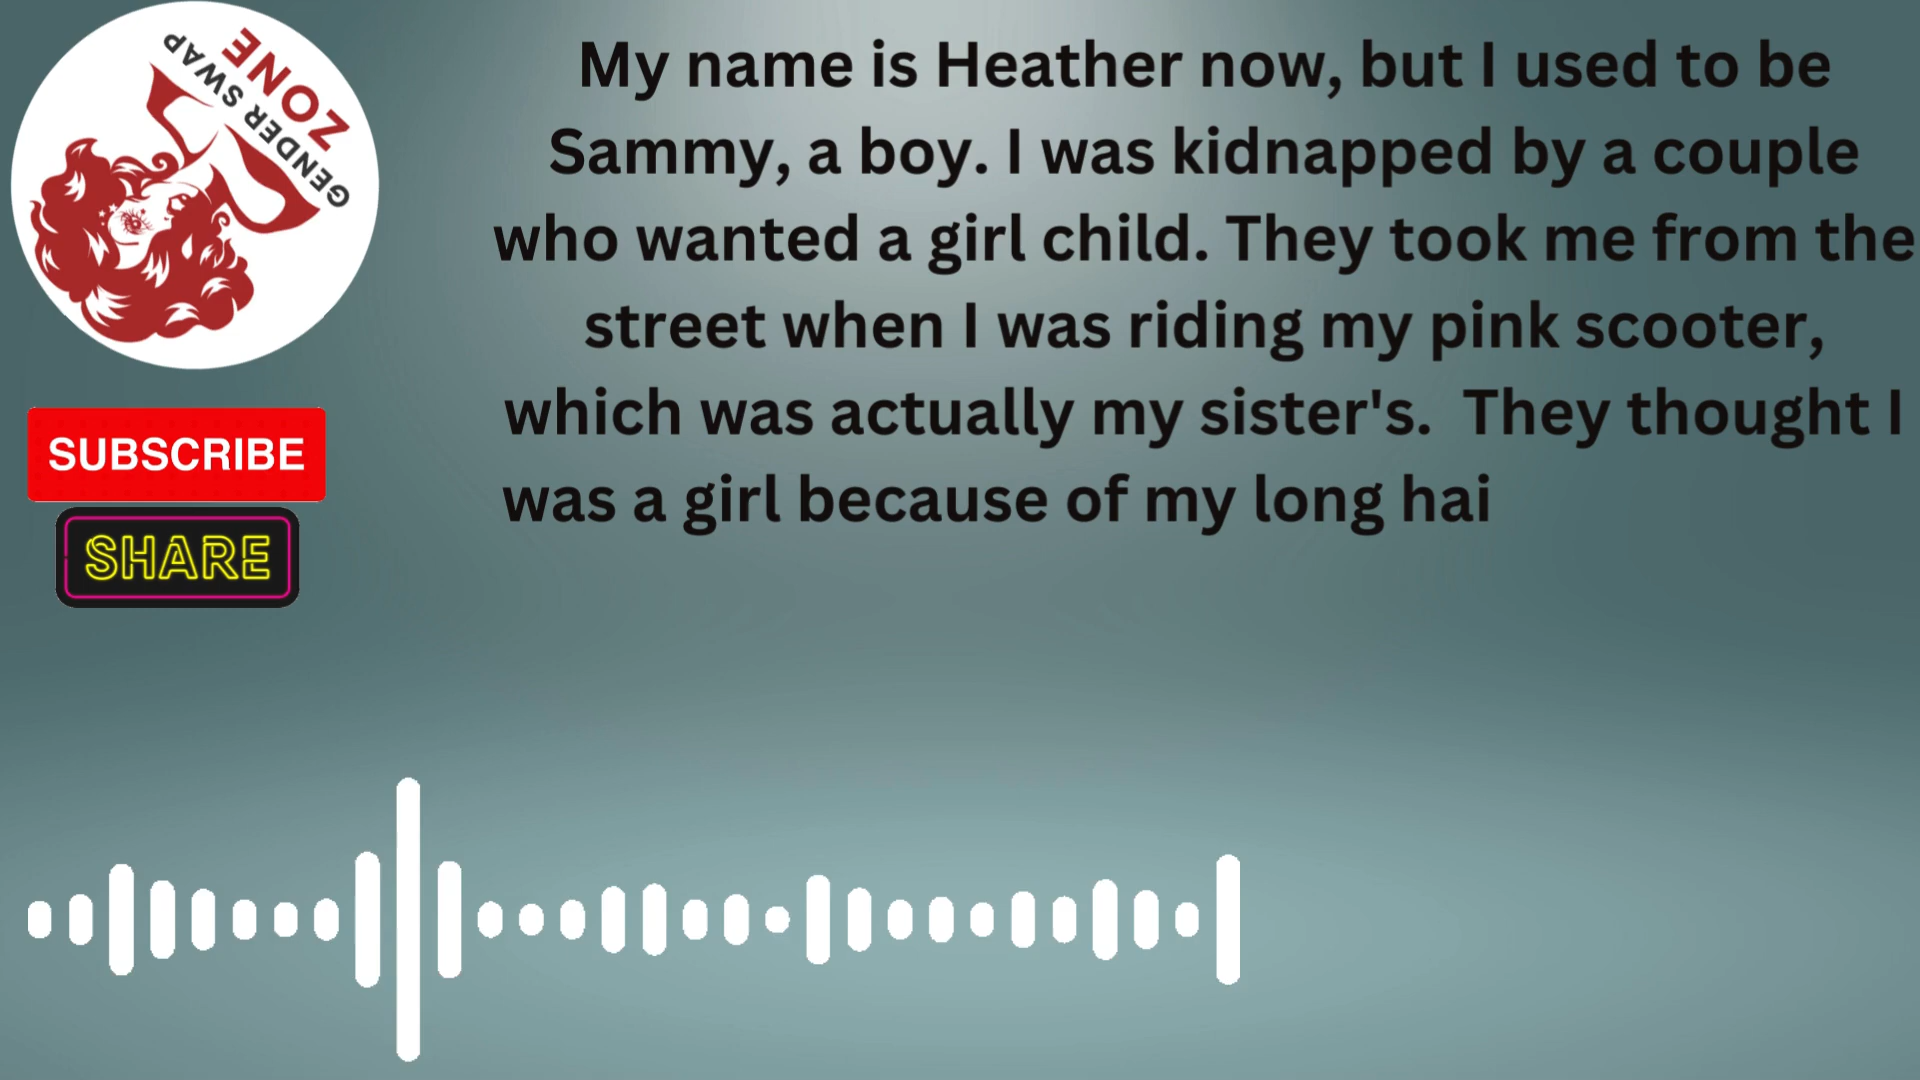 GENDER SWAP
ZONE
My name is Heather now, but I used to be
Sammy, a boy. I was kidnapped by a couple
who wanted a girl child. They took me from the
street when I was riding my pink scooter,
which was actually my sister's.  They thought I
was a girl because of my long hai
SUBSCRIBE
SHARE